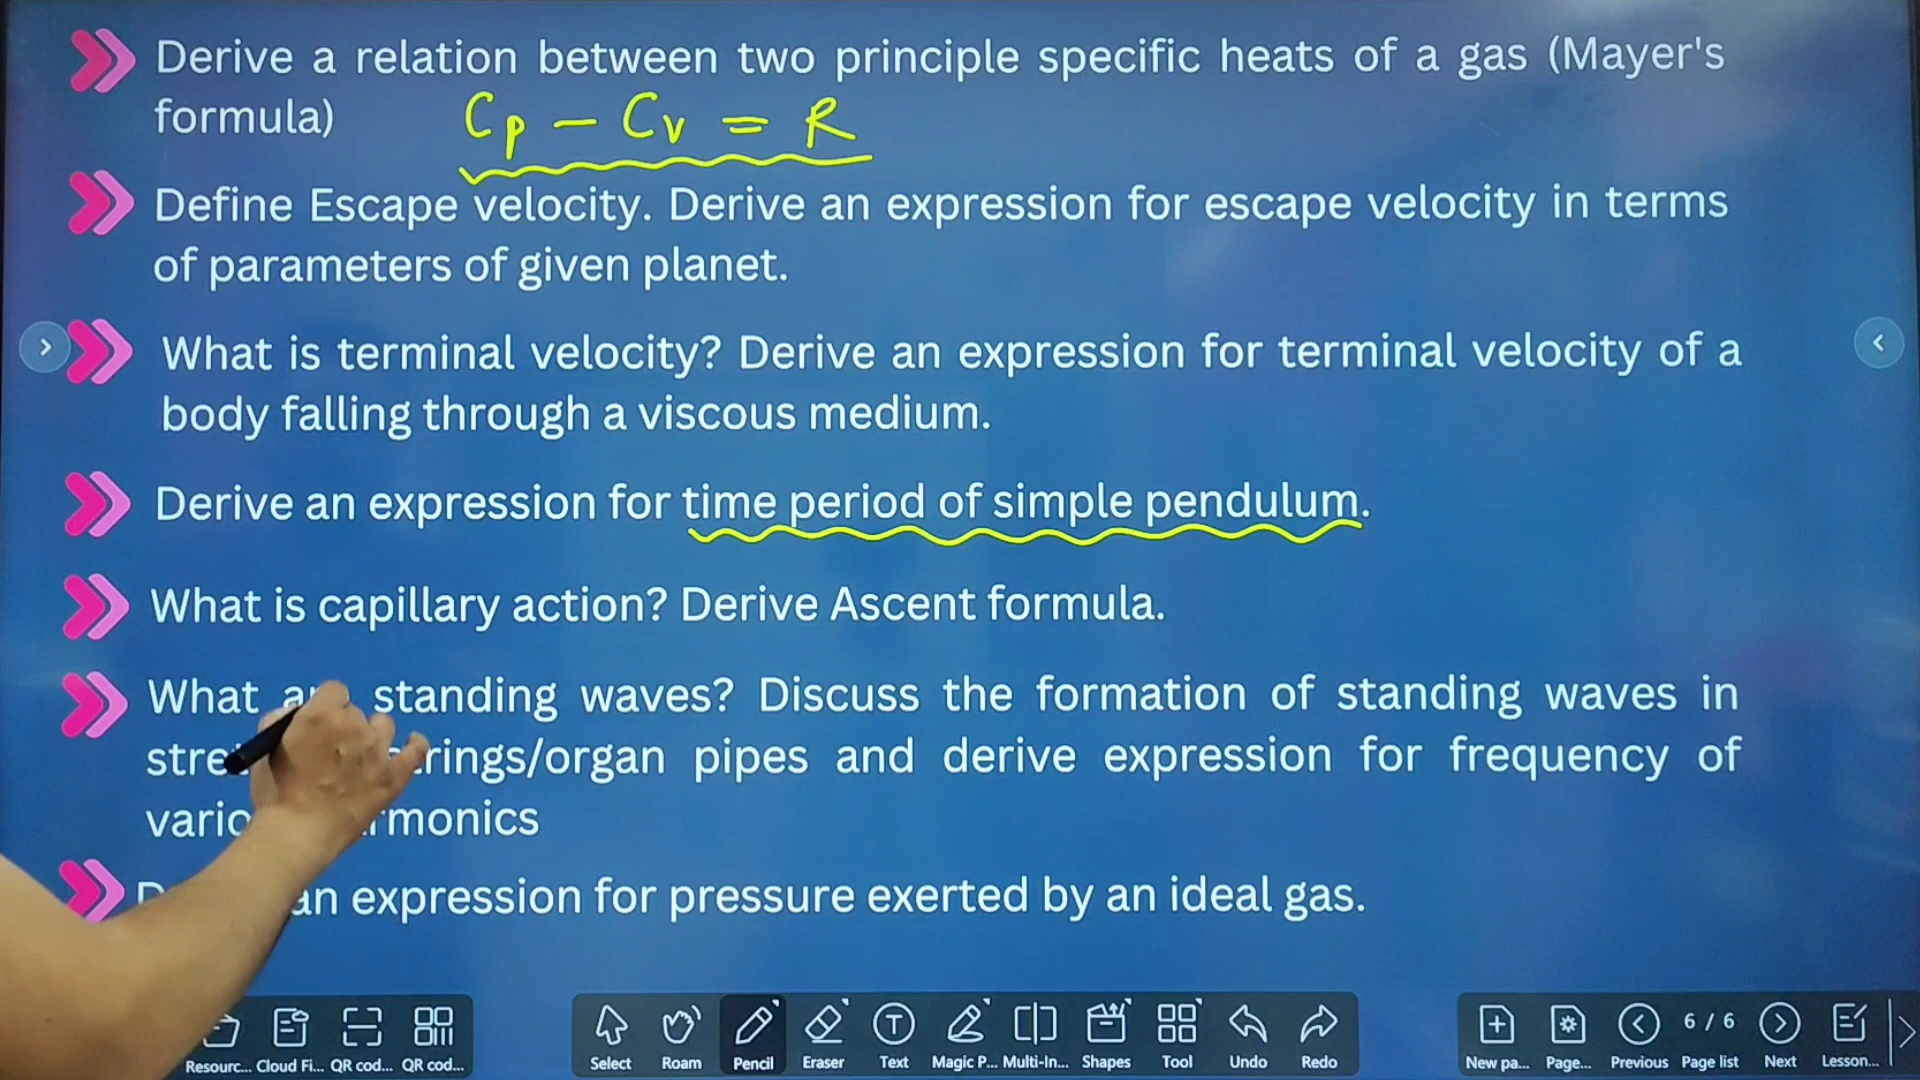 Derive a relation between two principle specific heats of a gas (Mayer's
formula) Cp - Cv = R
Define Escape velocity. Derive an expression for escape velocity in terms
of parameters of given planet.
What is terminal velocity? Derive an expression for terminal velocity of a
body falling through a viscous medium.
Derive an expression for time period of simple pendulum.
What is capillary action? Derive Ascent formula.
What standing waves? Discuss the formation of standing waves in
/organ pipes and derive expression for frequency of
an expression for pressure exerted by an ideal gas.
Resourc... Cloud Fi... QR cod... QR cod... Select Roam Pencil Eraser Text Magic P... Multi-In... Shapes Tool Undo Redo New pa... Page... Previous 6 / 6 Page list Next Lesson...